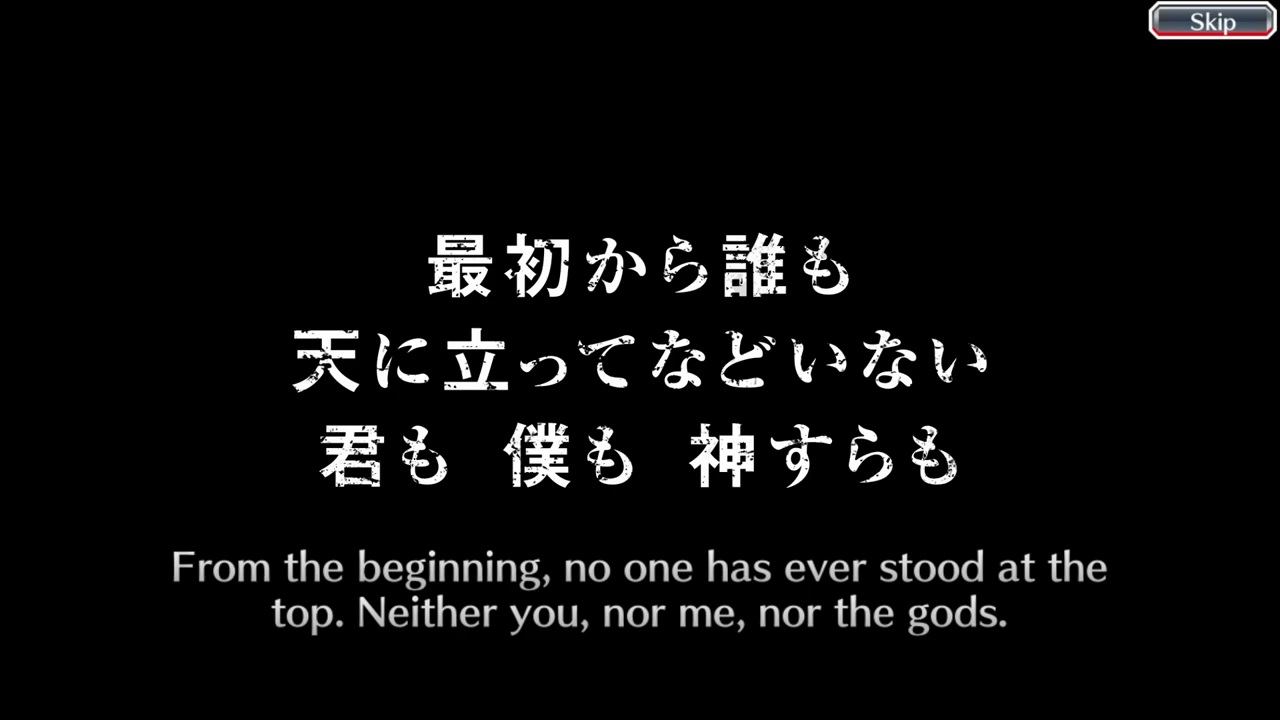 Skip
最初から誰も
天に立ってなどいない
君も 僕も 神すらも
From the beginning, no one has ever stood at the
top. Neither you, nor me, nor the gods.